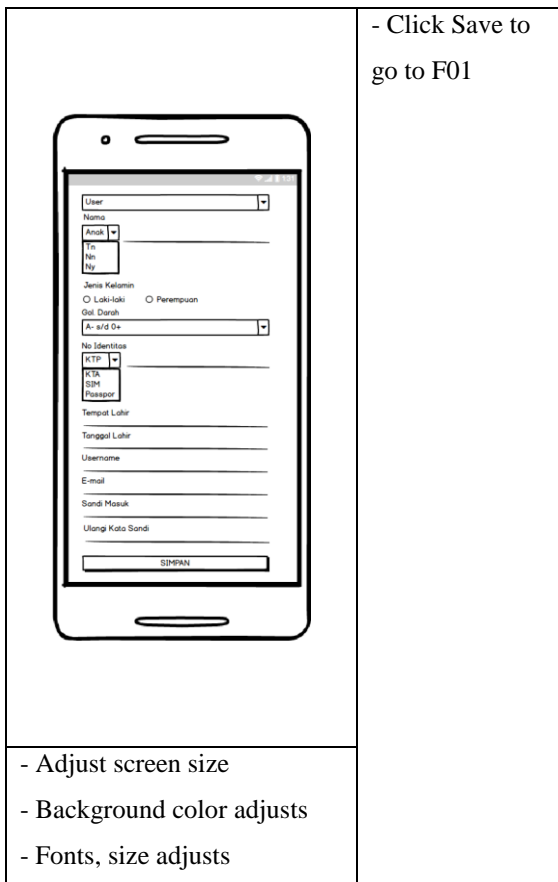 - Click Save to
go to F01
User
Nama
Anak
Tn
Nn
Ny
Jenis Kelamin
Laki-laki Perempuan
Gol. Darah
A- s/d O+
No Identitas
KTP
KTA
SIM
Passpor
Tempat Lahir
Tanggal Lahir
Username
E-mail
Sandi Masuk
Ulangi Kata Sandi
SIMPAN
- Adjust screen size
- Background color adjusts
- Fonts, size adjusts